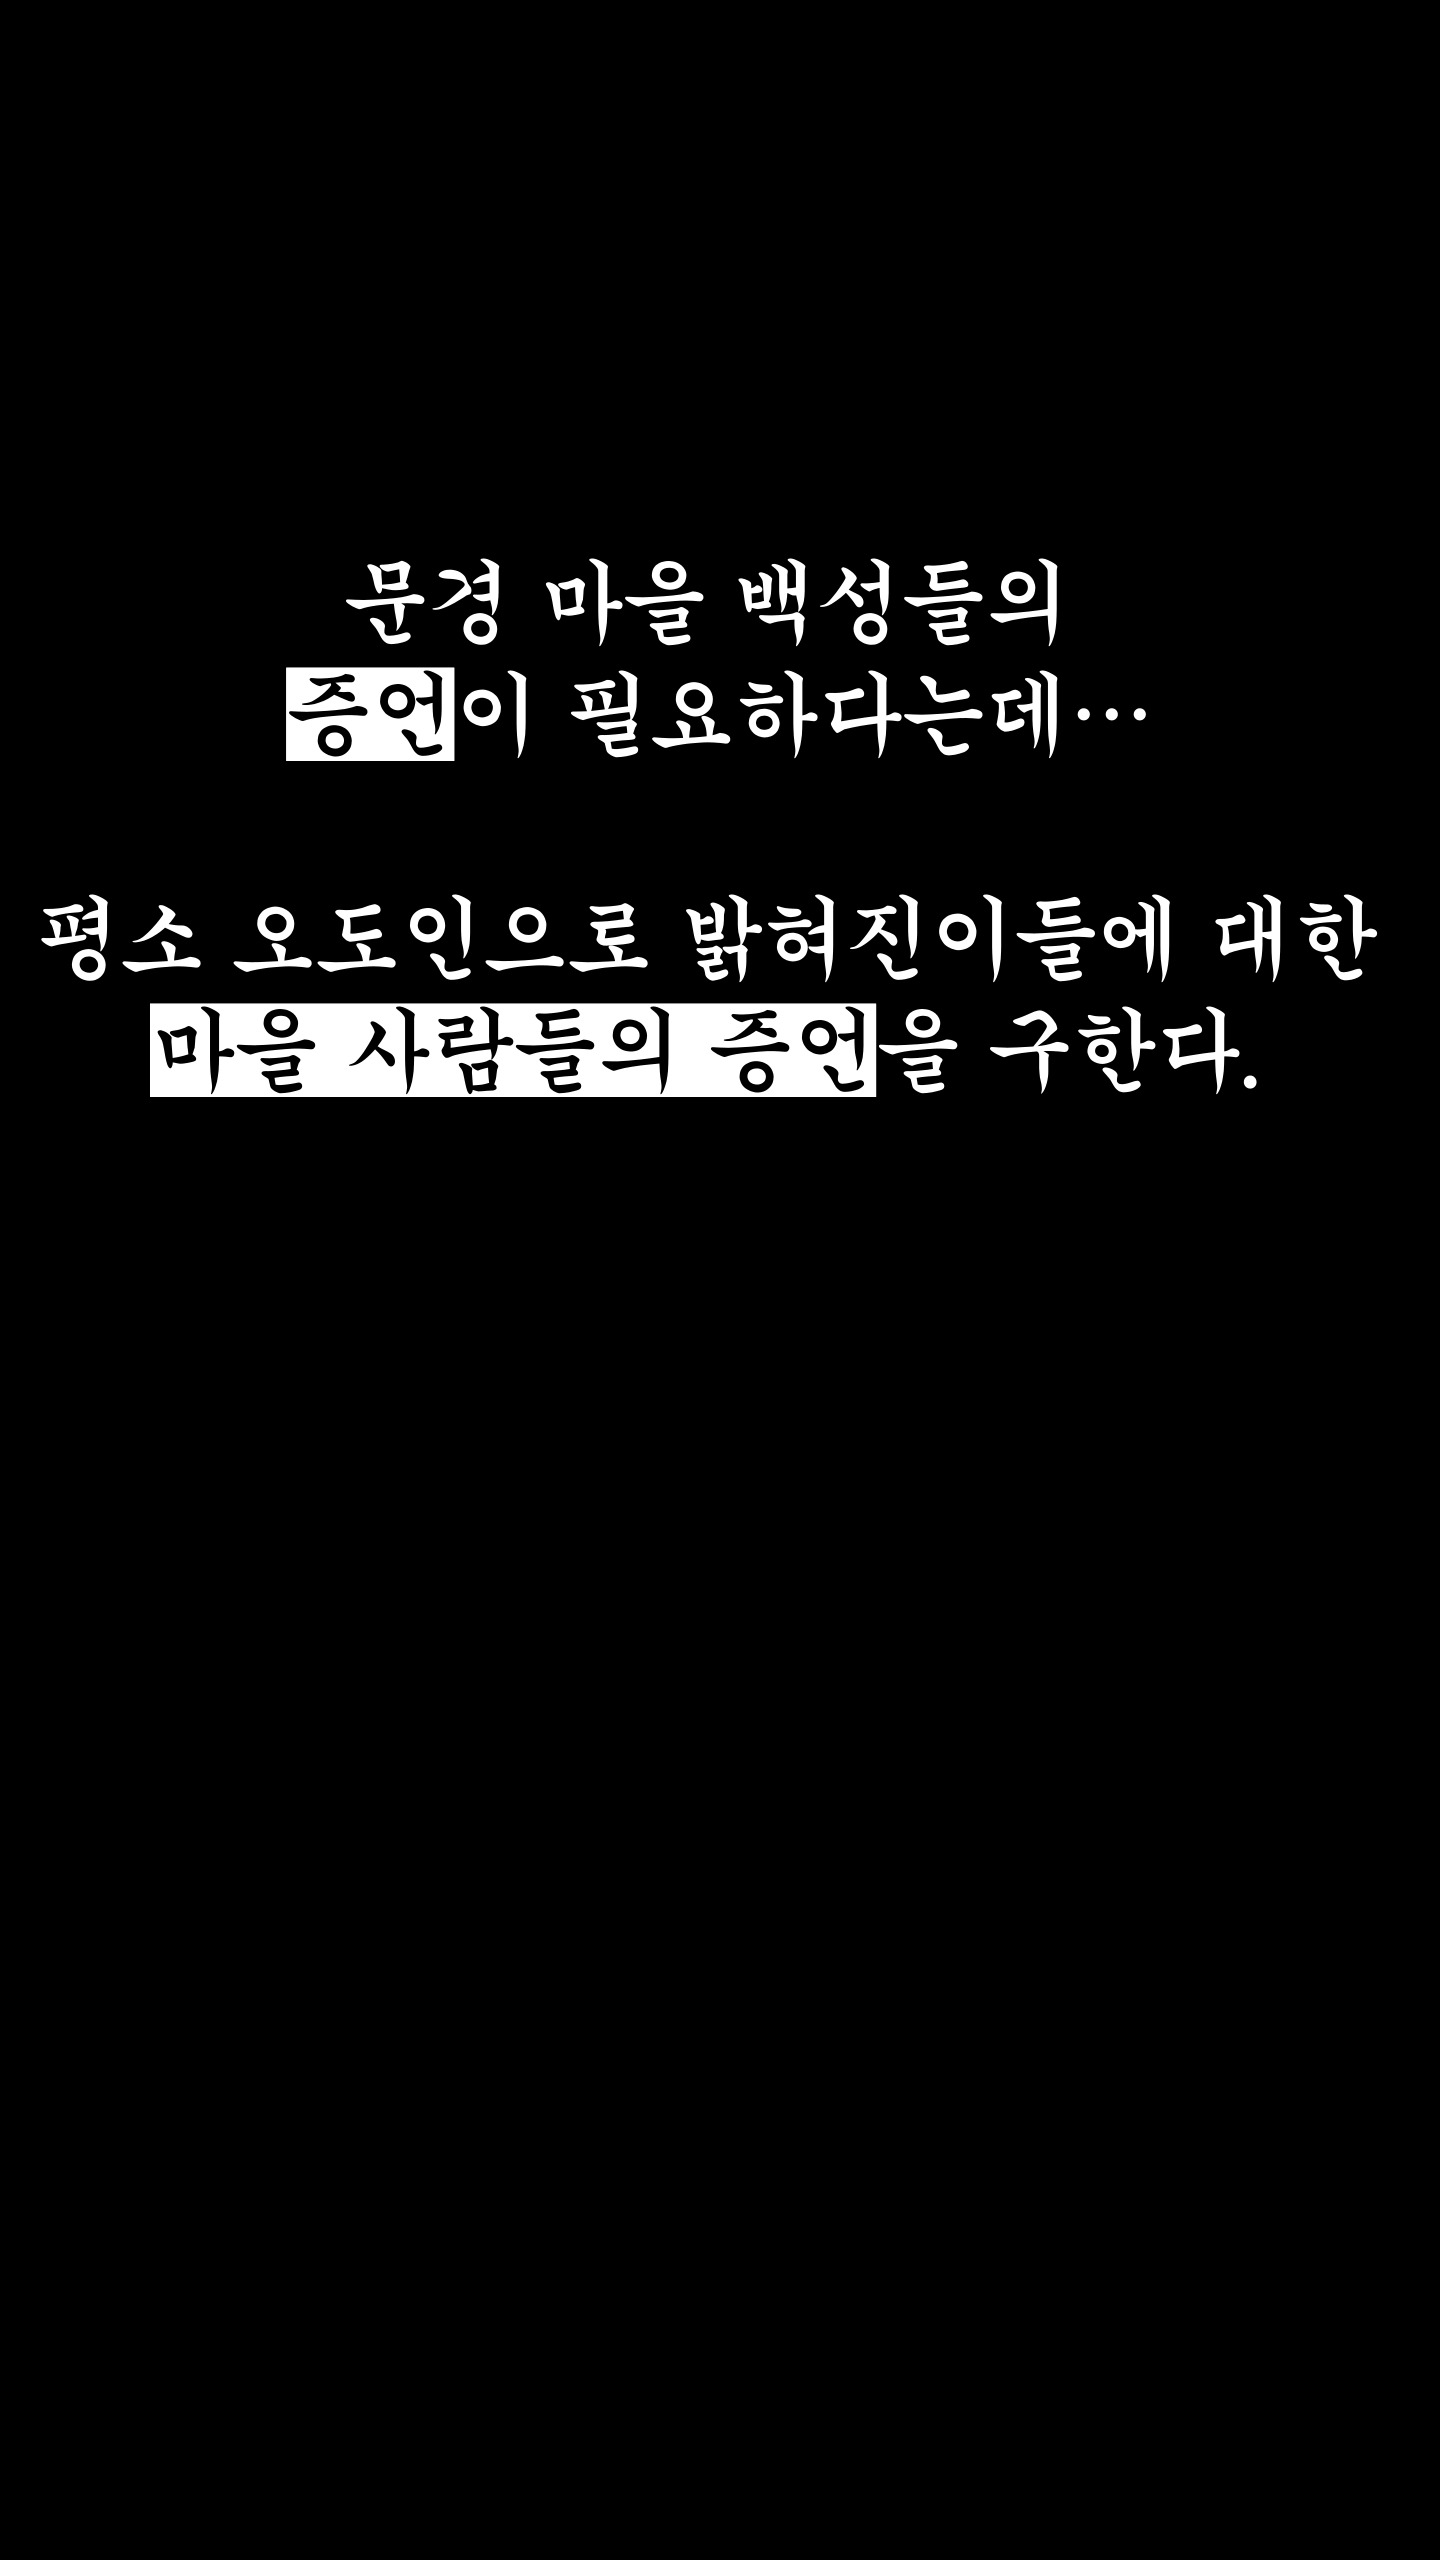 문경 마을 백성들의
증언이 필요하다는데…
평소 오도인으로 밝혀진이들에 대한
마을 사람들의 증언을 구한다.